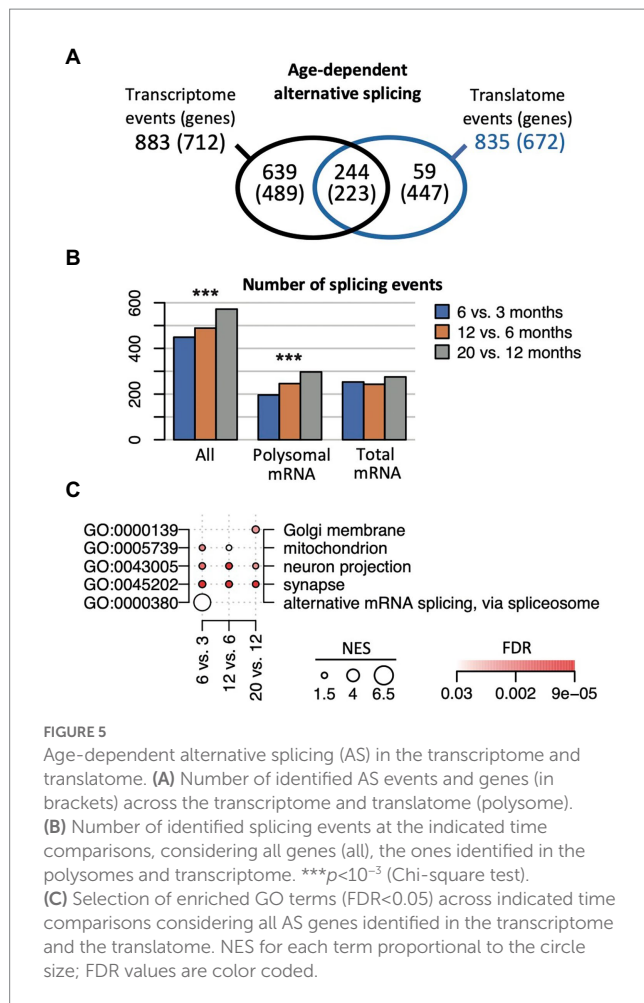 A
Age-dependent
alternative splicing
Transcriptome
events (genes)
883 (712)
Translatome
events (genes)
835 (672)
639
(489)
244
(223)
59
(447)
B
Number of splicing events
600
400
200
0
***
***
All
Polysomal
mRNA
Total
mRNA
6 vs. 3 months
12 vs. 6 months
20 vs. 12 months
C
GO:0000139 Golgi membrane
GO:0005739 mitochondrion
GO:0043005 neuron projection
GO:0045202 synapse
GO:0000380 alternative mRNA splicing, via spliceosome
6 vs. 3
12 vs. 6
20 vs. 12
NES
1.5 4 6.5
FDR
0.03 0.002 9e-05
FIGURE 5
Age-dependent alternative splicing (AS) in the transcriptome and
translatome. (A) Number of identified AS events and genes (in
brackets) across the transcriptome and translatome (polysome).
(B) Number of identified splicing events at the indicated time
comparisons, considering all genes (all), the ones identified in the
polysomes and transcriptome. ***p<10⁻³ (Chi-square test).
(C) Selection of enriched GO terms (FDR<0.05) across indicated time
comparisons considering all AS genes identified in the transcriptome
and the translatome. NES for each term proportional to the circle
size; FDR values are color coded.